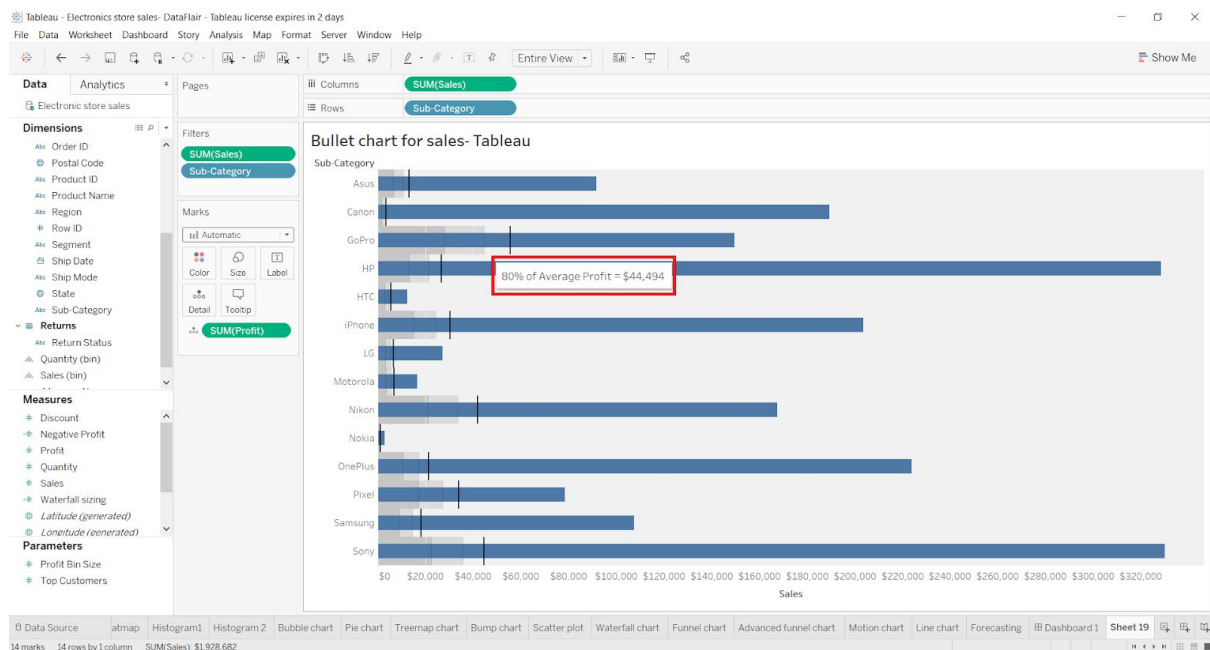 Tableau - Electronics store sales- DataFlair - Tableau license expires in 2 days
File Data Worksheet Dashboard Story Analysis Map Format Server Window Help
Entire View
Show Me
Data Analytics
Electronic store sales
Dimensions
Abc Order ID
Postal Code
Abc Product ID
Abc Product Name
Abc Region
# Row ID
Abc Segment
Ship Date
Abc Ship Mode
State
Abc Sub-Category
Returns
Abc Return Status
Quantity (bin)
Sales (bin)
Measures
# Discount
=# Negative Profit
# Profit
# Quantity
# Sales
=# Waterfall sizing
Latitude (generated)
Longitude (generated)
Parameters
# Profit Bin Size
# Top Customers
Pages
Filters
SUM(Sales)
Sub-Category
Marks
Automatic
Color Size Label
Detail Tooltip
SUM(Profit)
Columns SUM(Sales)
Rows Sub-Category
Bullet chart for sales- Tableau
Sub-Category
Asus
Canon
GoPro
HP
80% of Average Profit = $44,494
HTC
iPhone
LG
Motorola
Nikon
Nokia
OnePlus
Pixel
Samsung
Sony
$0 $20,000 $40,000 $60,000 $80,000 $100,000 $120,000 $140,000 $160,000 $180,000 $200,000 $220,000 $240,000 $260,000 $280,000 $300,000 $320,000
Sales
Data Source atmap Histogram1 Histogram 2 Bubble chart Pie chart Treemap chart Bump chart Scatter plot Waterfall chart Funnel chart Advanced funnel chart Motion chart Line chart Forecasting Dashboard 1 Sheet 19
14 marks 14 rows by 1 column SUM(Sales): $1,928,682